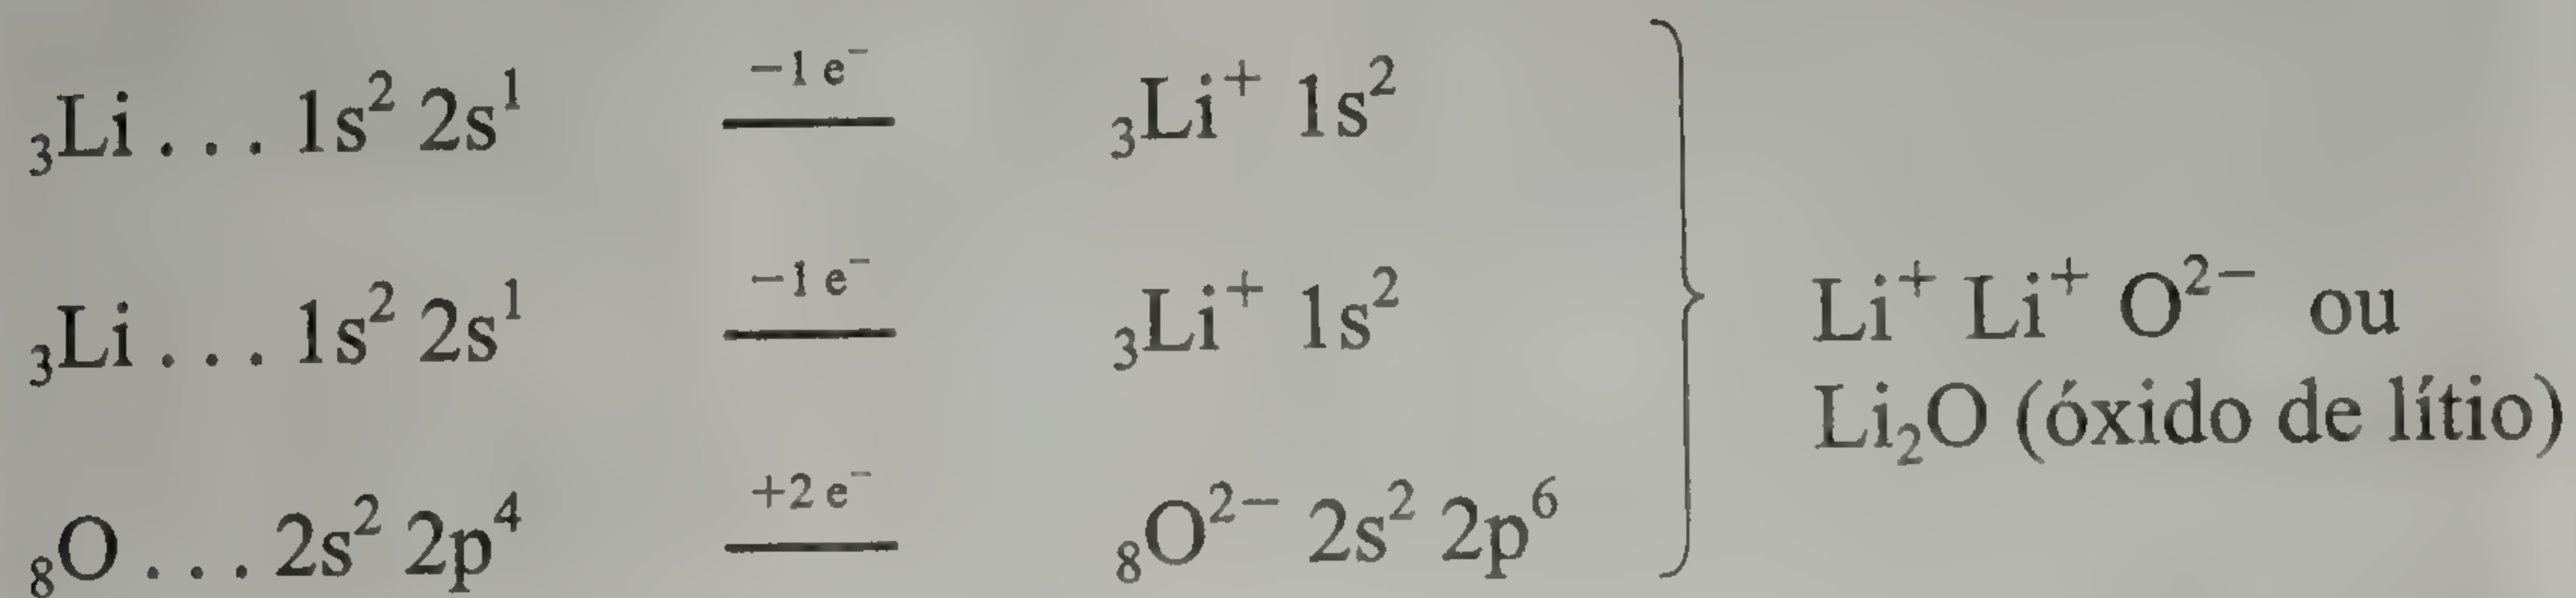 ₃Li . . . 1s² 2s¹ −1 e⁻ ₃Li⁺ 1s²
₃Li . . . 1s² 2s¹ −1 e⁻ ₃Li⁺ 1s²
₈O . . . 2s² 2p⁴ +2 e⁻ ₈O²⁻ 2s² 2p⁶
Li⁺ Li⁺ O²⁻ ou
Li₂O (óxido de lítio)